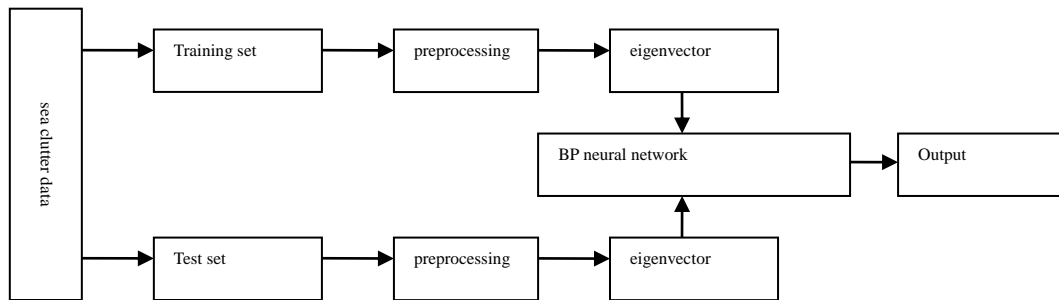 sea clutter data
Training set
preprocessing
eigenvector
BP neural network
Output
Test set
preprocessing
eigenvector